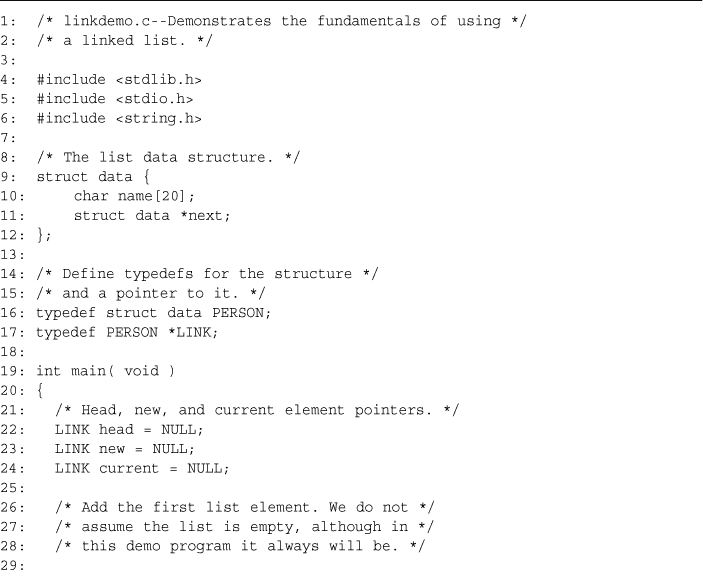 1: /* linkdemo.c--Demonstrates the fundamentals of using */
2: /* a linked list. */
3:
4: #include <stdlib.h>
5: #include <stdio.h>
6: #include <string.h>
7:
8: /* The list data structure. */
9: struct data {
10:     char name[20];
11:     struct data *next;
12: };
13:
14: /* Define typedefs for the structure */
15: /* and a pointer to it. */
16: typedef struct data PERSON;
17: typedef PERSON *LINK;
18:
19: int main( void )
20: {
21:   /* Head, new, and current element pointers. */
22:   LINK head = NULL;
23:   LINK new = NULL;
24:   LINK current = NULL;
25:
26:   /* Add the first list element. We do not */
27:   /* assume the list is empty, although in */
28:   /* this demo program it always will be. */
29: